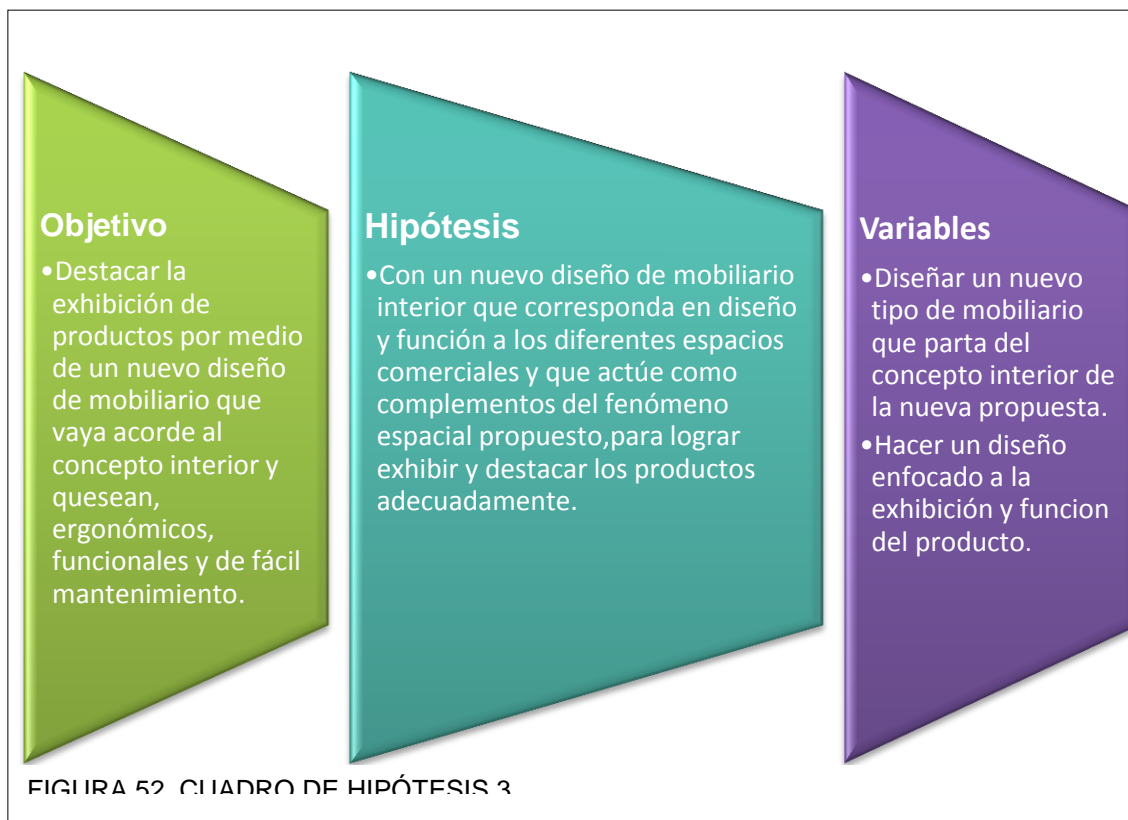 Objetivo
•Destacar la
exhibición de
productos por medio
de un nuevo diseño
de mobiliario que
vaya acorde al
concepto interior y
quesean,
ergonómicos,
funcionales y de fácil
mantenimiento.
Hipótesis
•Con un nuevo diseño de mobiliario
interior que corresponda en diseño
y función a los diferentes espacios
comerciales y que actúe como
complementos del fenómeno
espacial propuesto,para lograr
exhibir y destacar los productos
adecuadamente.
Variables
•Diseñar un nuevo
tipo de mobiliario
que parta del
concepto interior de
la nueva propuesta.
•Hacer un diseño
enfocado a la
exhibición y funcion
del producto.
FIGURA 52. CUADRO DE HIPÓTESIS 3